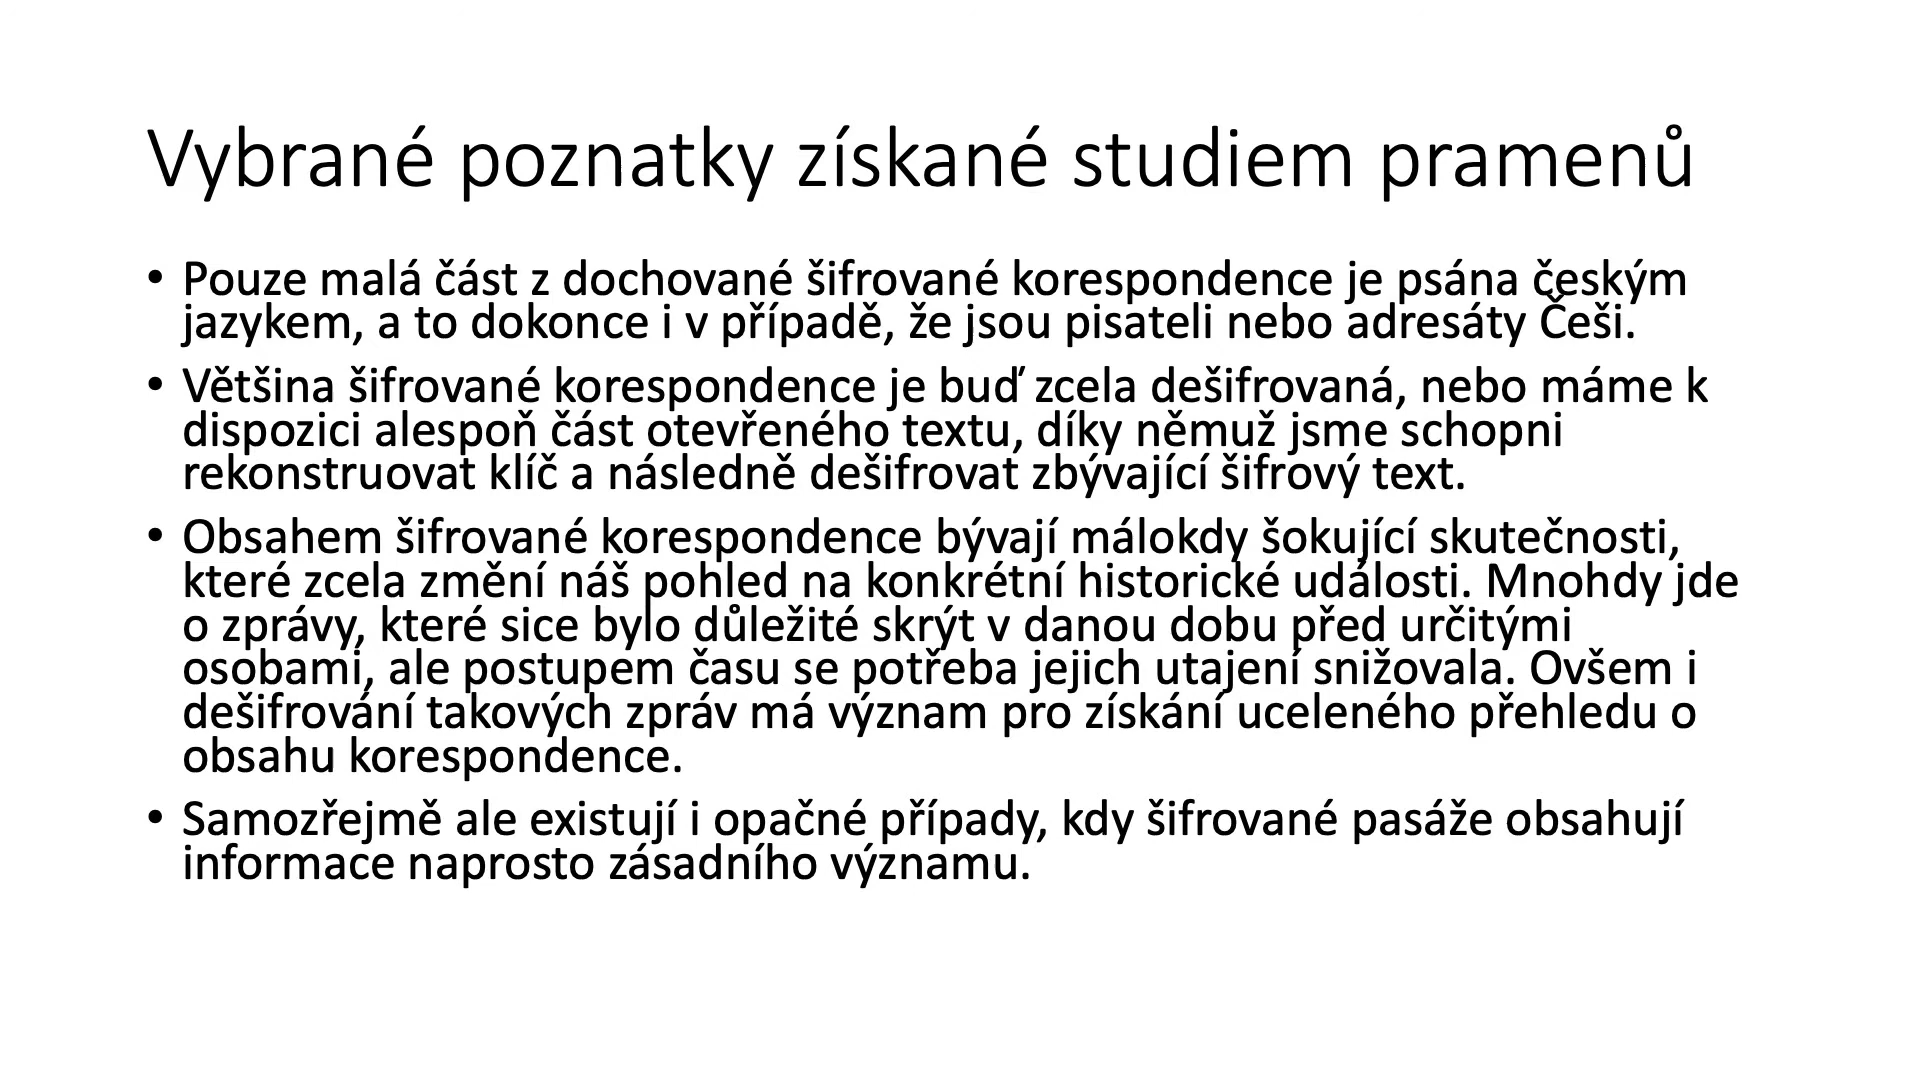 Vybrané poznatky získané studiem pramenů
• Pouze malá část z dochované šifrované korespondence je psána českým
jazykem, a to dokonce i v případě, že jsou pisateli nebo adresáty Češi.
• Většina šifrované korespondence je buď zcela dešifrovaná, nebo máme k
dispozici alespoň část otevřeného textu, díky němuž jsme schopni
rekonstruovat klíč a následně dešifrovat zbývající šifrový text.
• Obsahem šifrované korespondence bývají málokdy šokující skutečnosti,
které zcela změní náš pohled na konkrétní historické události. Mnohdy jde
o zprávy, které sice bylo důležité skrýt v danou dobu před určitými
osobami, ale postupem času se potřeba jejich utajení snižovala. Ovšem i
dešifrování takových zpráv má význam pro získání uceleného přehledu o
obsahu korespondence.
• Samozřejmě ale existují i opačné případy, kdy šifrované pasáže obsahují
informace naprosto zásadního významu.